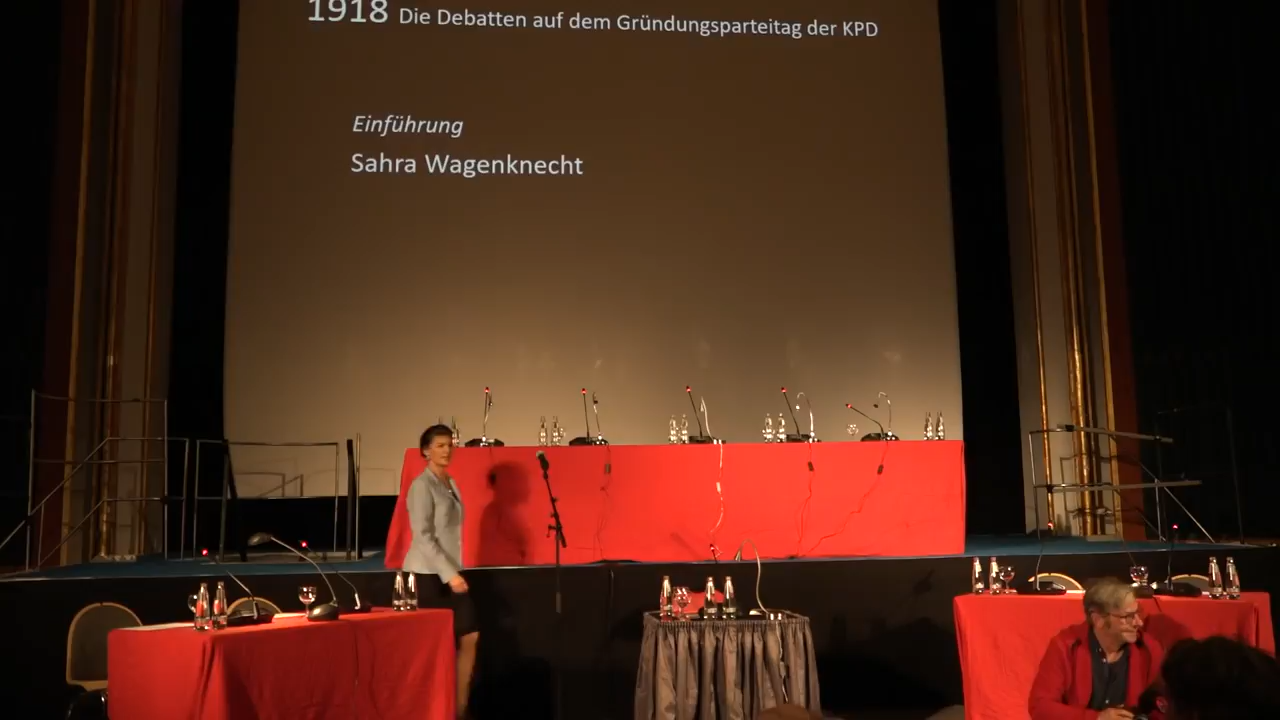 1918 Die Debatten auf dem Gründungsparteitag der KPD
Einführung
Sahra Wagenknecht